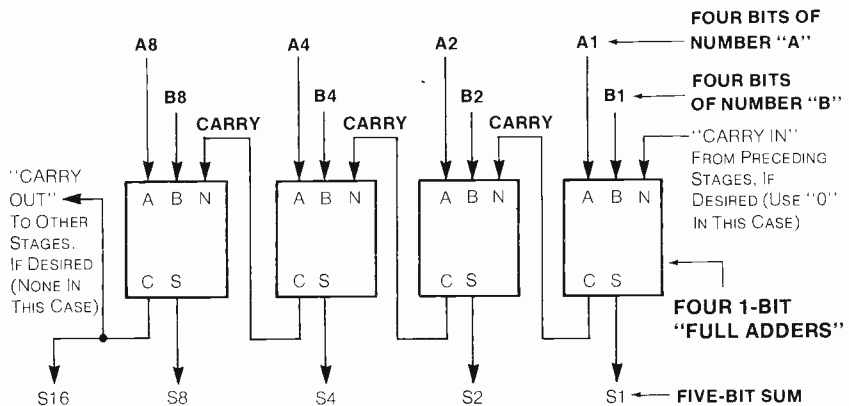 FOUR BITS OF
NUMBER "A"
A8 A4 A2 A1
FOUR BITS
OF NUMBER "B"
B8 B4 B2 B1
CARRY CARRY CARRY
"CARRY IN"
FROM PRECEDING
STAGES, IF
DESIRED (USE "0"
IN THIS CASE)
"CARRY
OUT"
TO OTHER
STAGES,
IF DESIRED
(NONE IN
THIS CASE)
A B N A B N A B N A B N
C S C S C S C S
FOUR 1-BIT
"FULL ADDERS"
S16 S8 S4 S2 S1 FIVE-BIT SUM